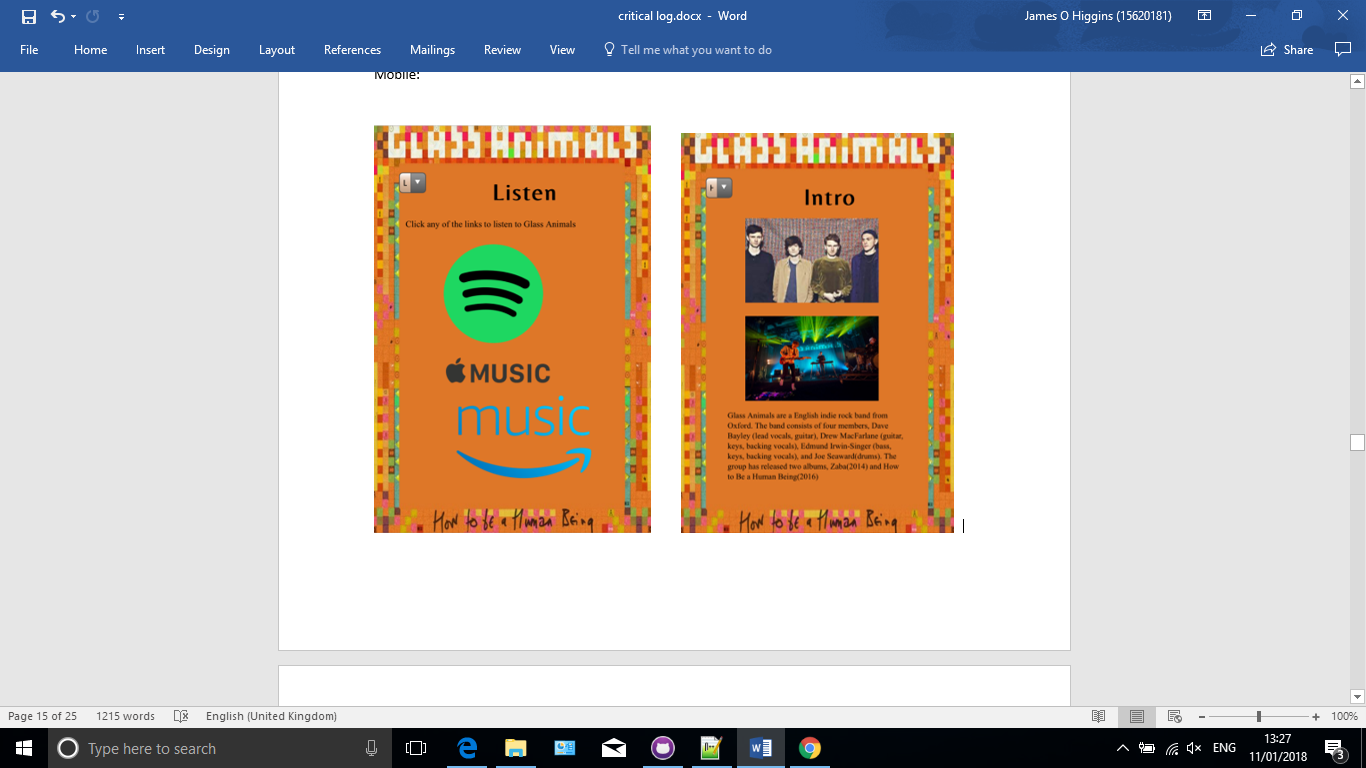 critical log.docx - Word
James O Higgins (15620181)
File Home Insert Design Layout References Mailings Review View Tell me what you want to do Share
Mobile:
GLASS ANIMALS
L
Listen
Click any of the links to listen to Glass Animals
MUSIC
music
How to be a Human Being
GLASS ANIMALS
Intro
Glass Animals are a English indie rock band from
Oxford. The band consists of four members, Dave
Bayley (lead vocals, guitar), Drew MacFarlane (guitar,
keys, backing vocals), Edmund Irwin-Singer (bass,
keys, backing vocals), and Joe Seaward(drums). The
group has released two albums, Zaba(2014) and How
to Be a Human Being(2016)
How to be a Human Being
Page 15 of 25 1215 words English (United Kingdom) 100%
Type here to search
ENG
13:27
11/01/2018
3